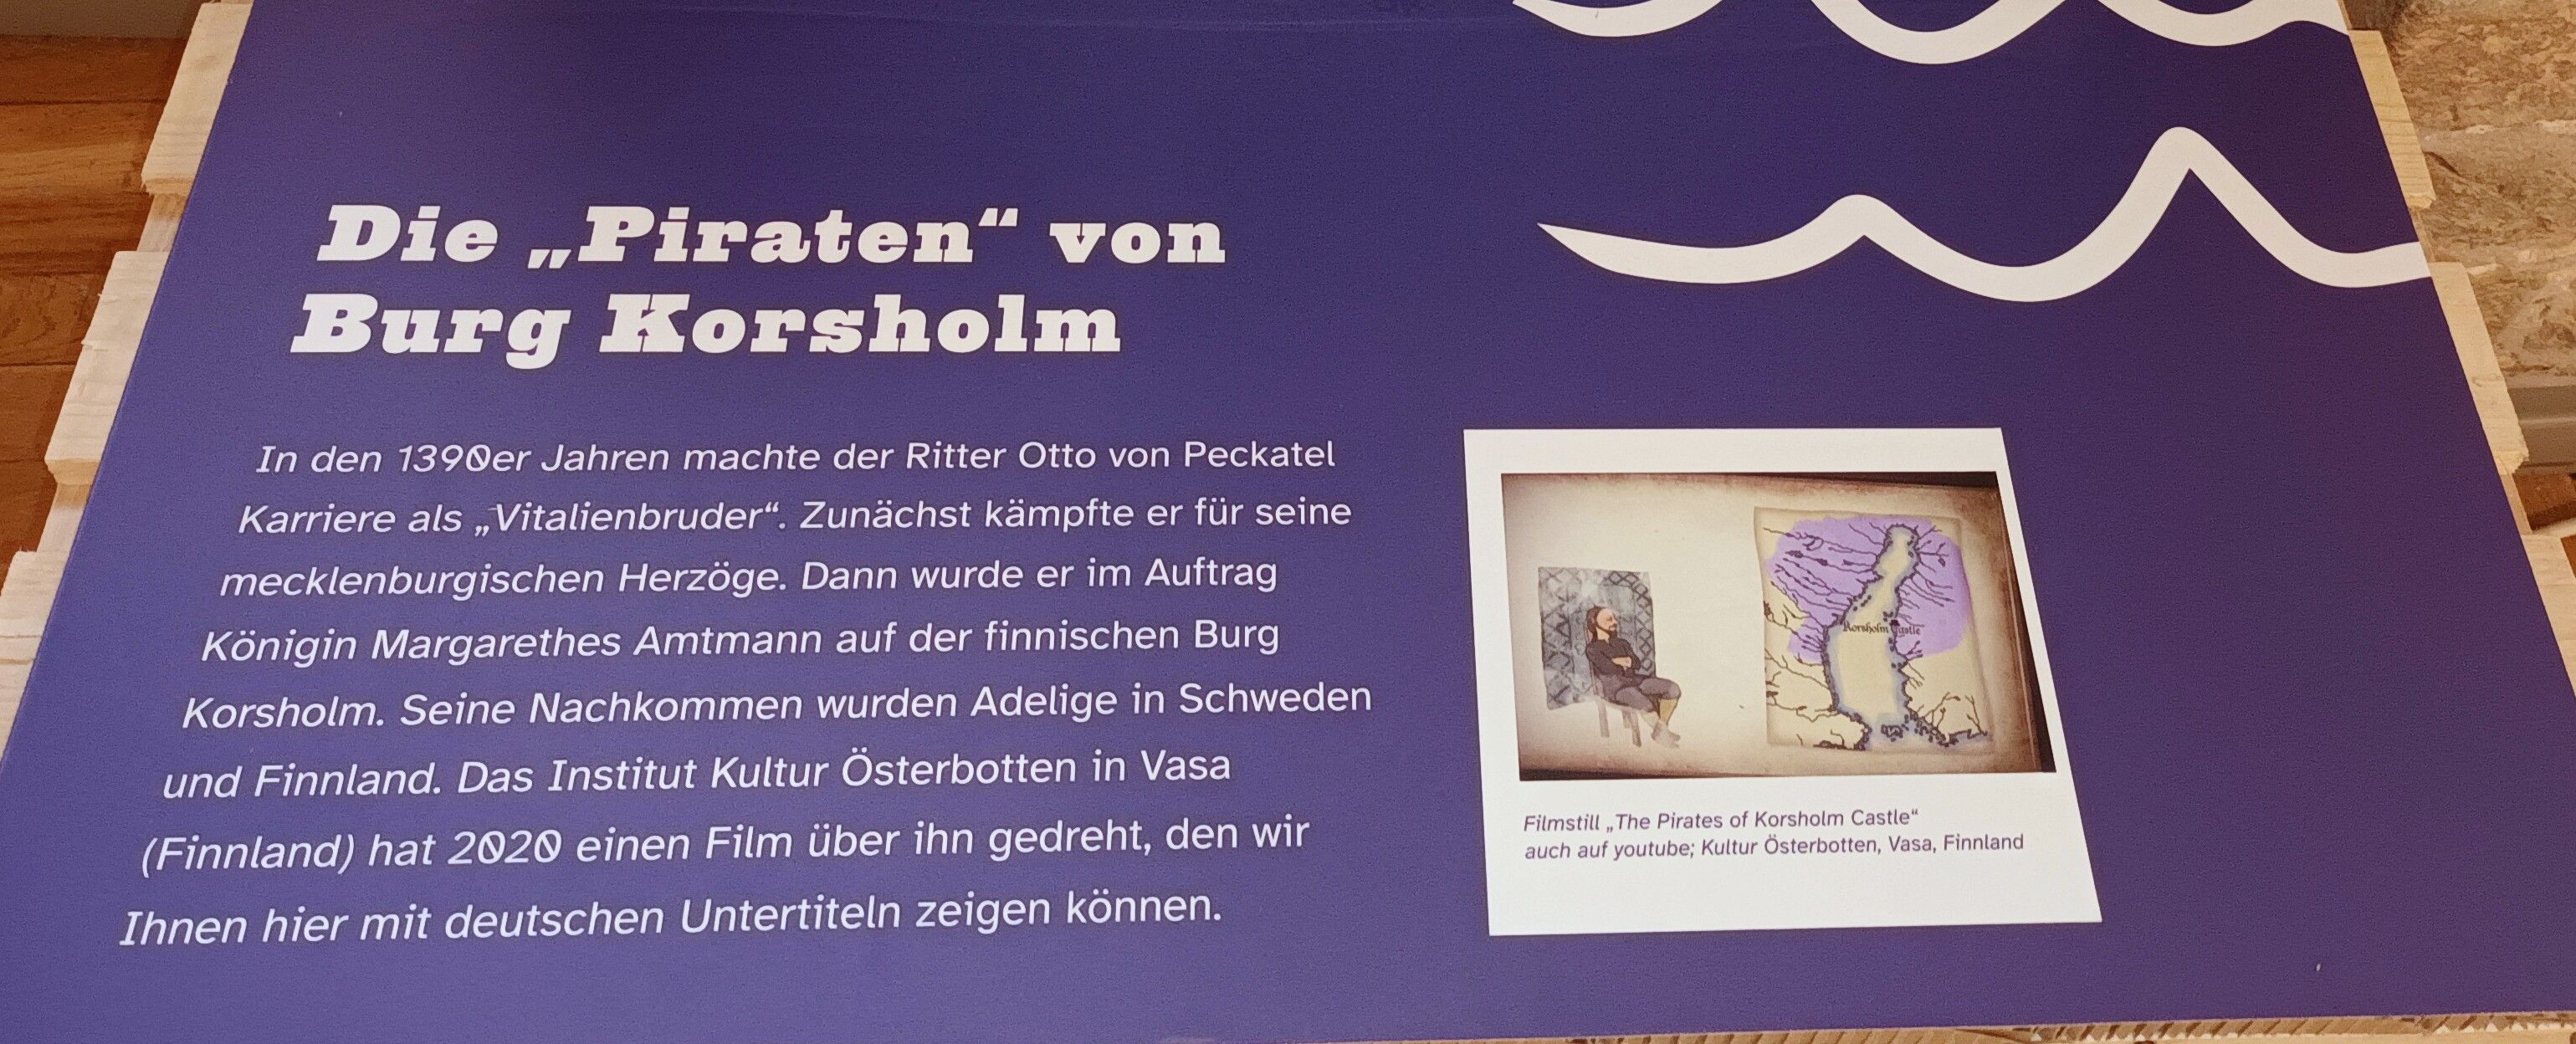 Die „Piraten“ von
Burg Korsholm
In den 1390er Jahren machte der Ritter Otto von Peckatel
Karriere als „Vitalienbruder“. Zunächst kämpfte er für seine
mecklenburgischen Herzöge. Dann wurde er im Auftrag
Königin Margarethes Amtmann auf der finnischen Burg
Korsholm. Seine Nachkommen wurden Adelige in Schweden
und Finnland. Das Institut Kultur Österbotten in Vasa
(Finnland) hat 2020 einen Film über ihn gedreht, den wir
Ihnen hier mit deutschen Untertiteln zeigen können.
Korsholm Castle
Filmstill „The Pirates of Korsholm Castle“
auch auf youtube; Kultur Österbotten, Vasa, Finnland